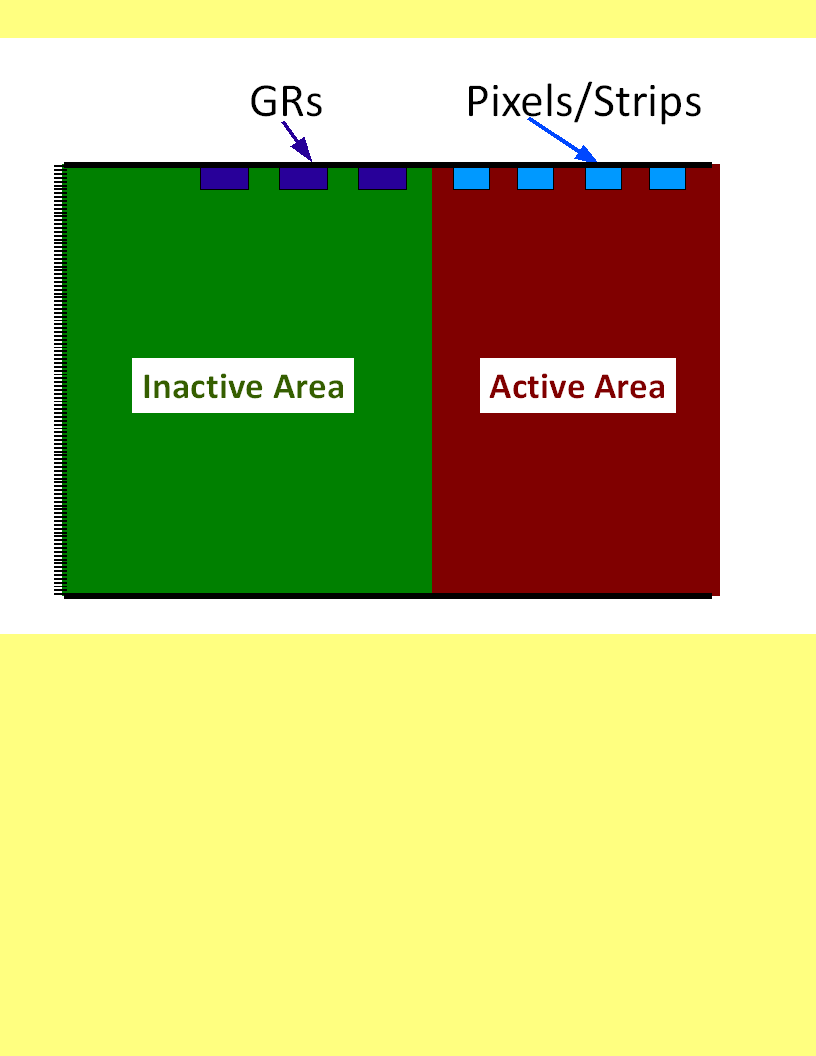 GRs
Pixels/Strips
Inactive Area
Active Area